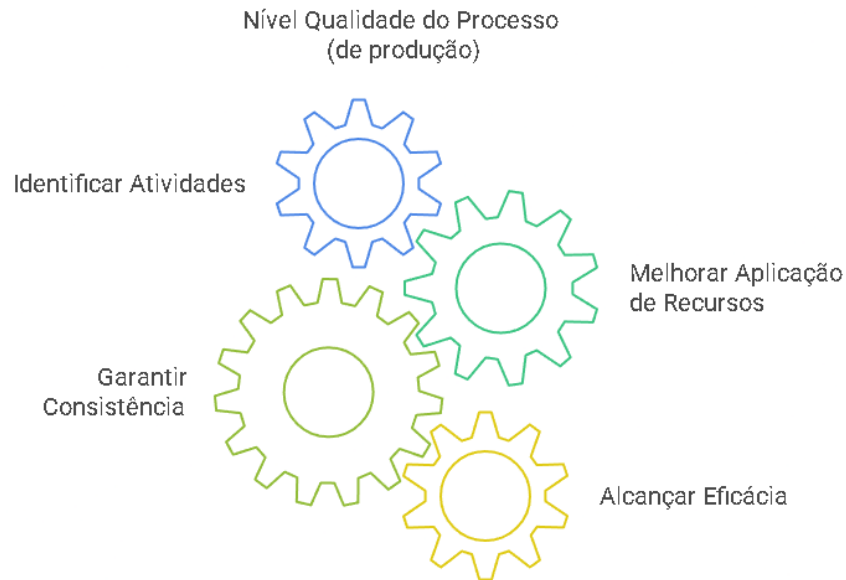 Nível Qualidade do Processo
(de produção)
Identificar Atividades
Melhorar Aplicação
de Recursos
Garantir
Consistência
Alcançar Eficácia